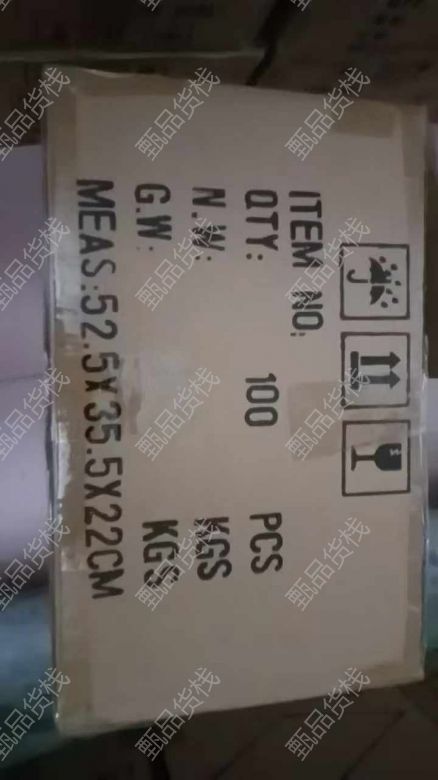 ITEM NO:
QTY: 100 PCS
N.W: KGS
G.W: KGS
MEAS:52.5X35.5X22CM
甄品货栈